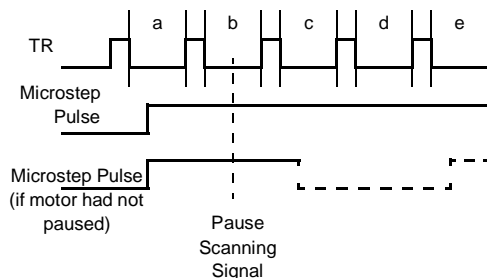 a b c d e
TR
Microstep
Pulse
Microstep Pulse
(if motor had not
paused)
Pause
Scanning
Signal